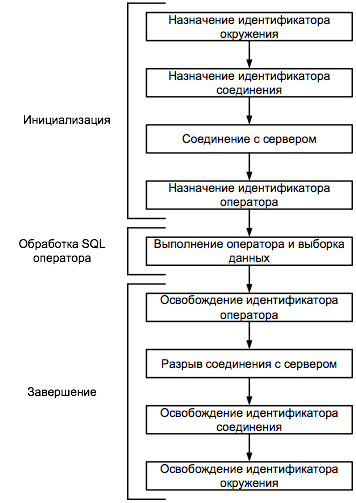 Назначение идентификатора
окружения
Назначение идентификатора
соединения
Инициализация
Соединение с сервером
Назначение идентификатора
оператора
Обработка SQL
оператора
Выполнение оператора и выборка
данных
Освобождение идентификатора
оператора
Разрыв соединения с сервером
Завершение
Освобождение идентификатора
соединения
Освобождение идентификатора
окружения